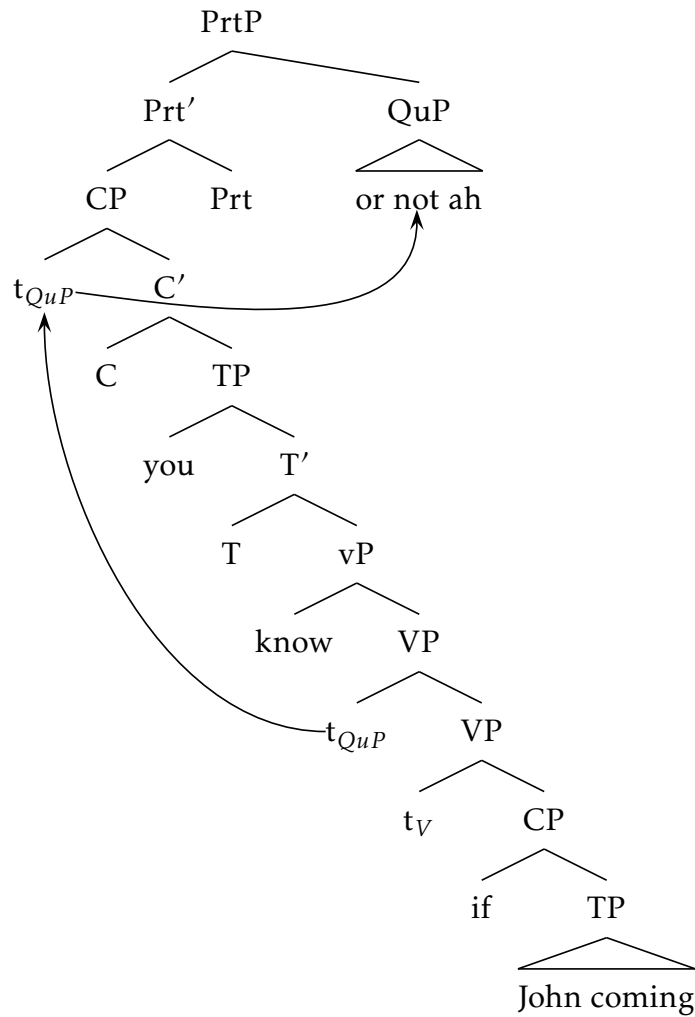 PrtP
Prt′ QuP
CP Prt or not ah
t_QuP C′
C TP
you T′
T vP
know VP
t_QuP VP
t_V CP
if TP
John coming